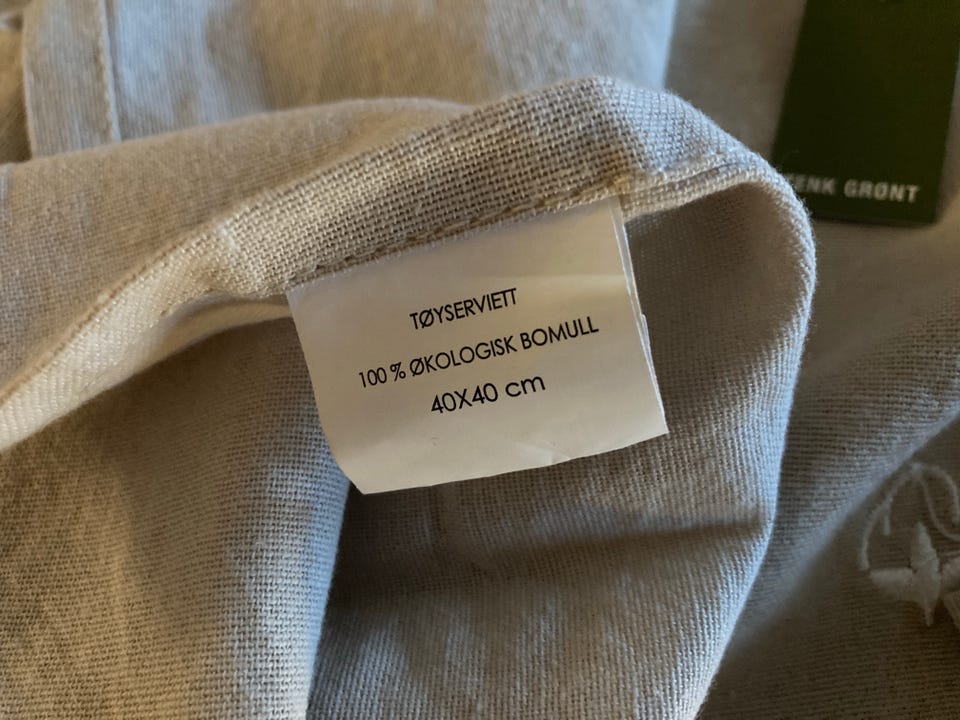 TØYSERVIETT
100 % ØKOLOGISK BOMULL
40X40 cm
GRØNT